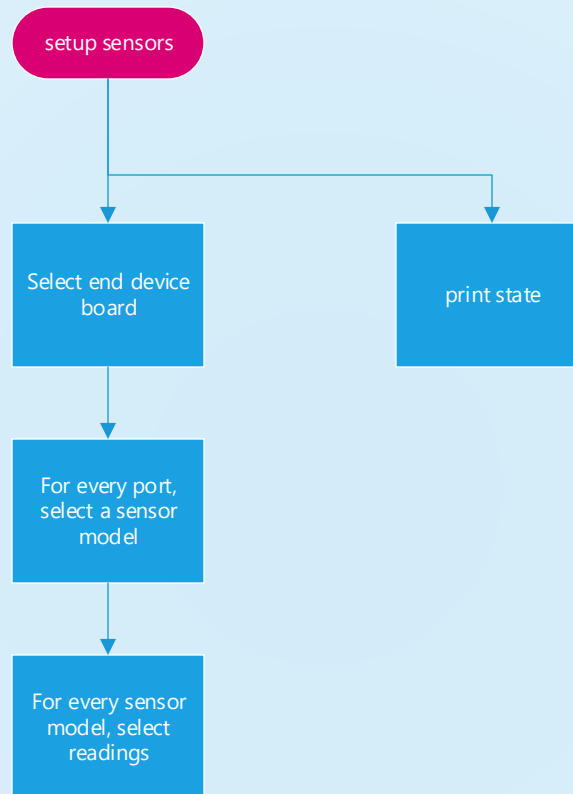 setup sensors
Select end device
board
print state
For every port,
select a sensor
model
For every sensor
model, select
readings